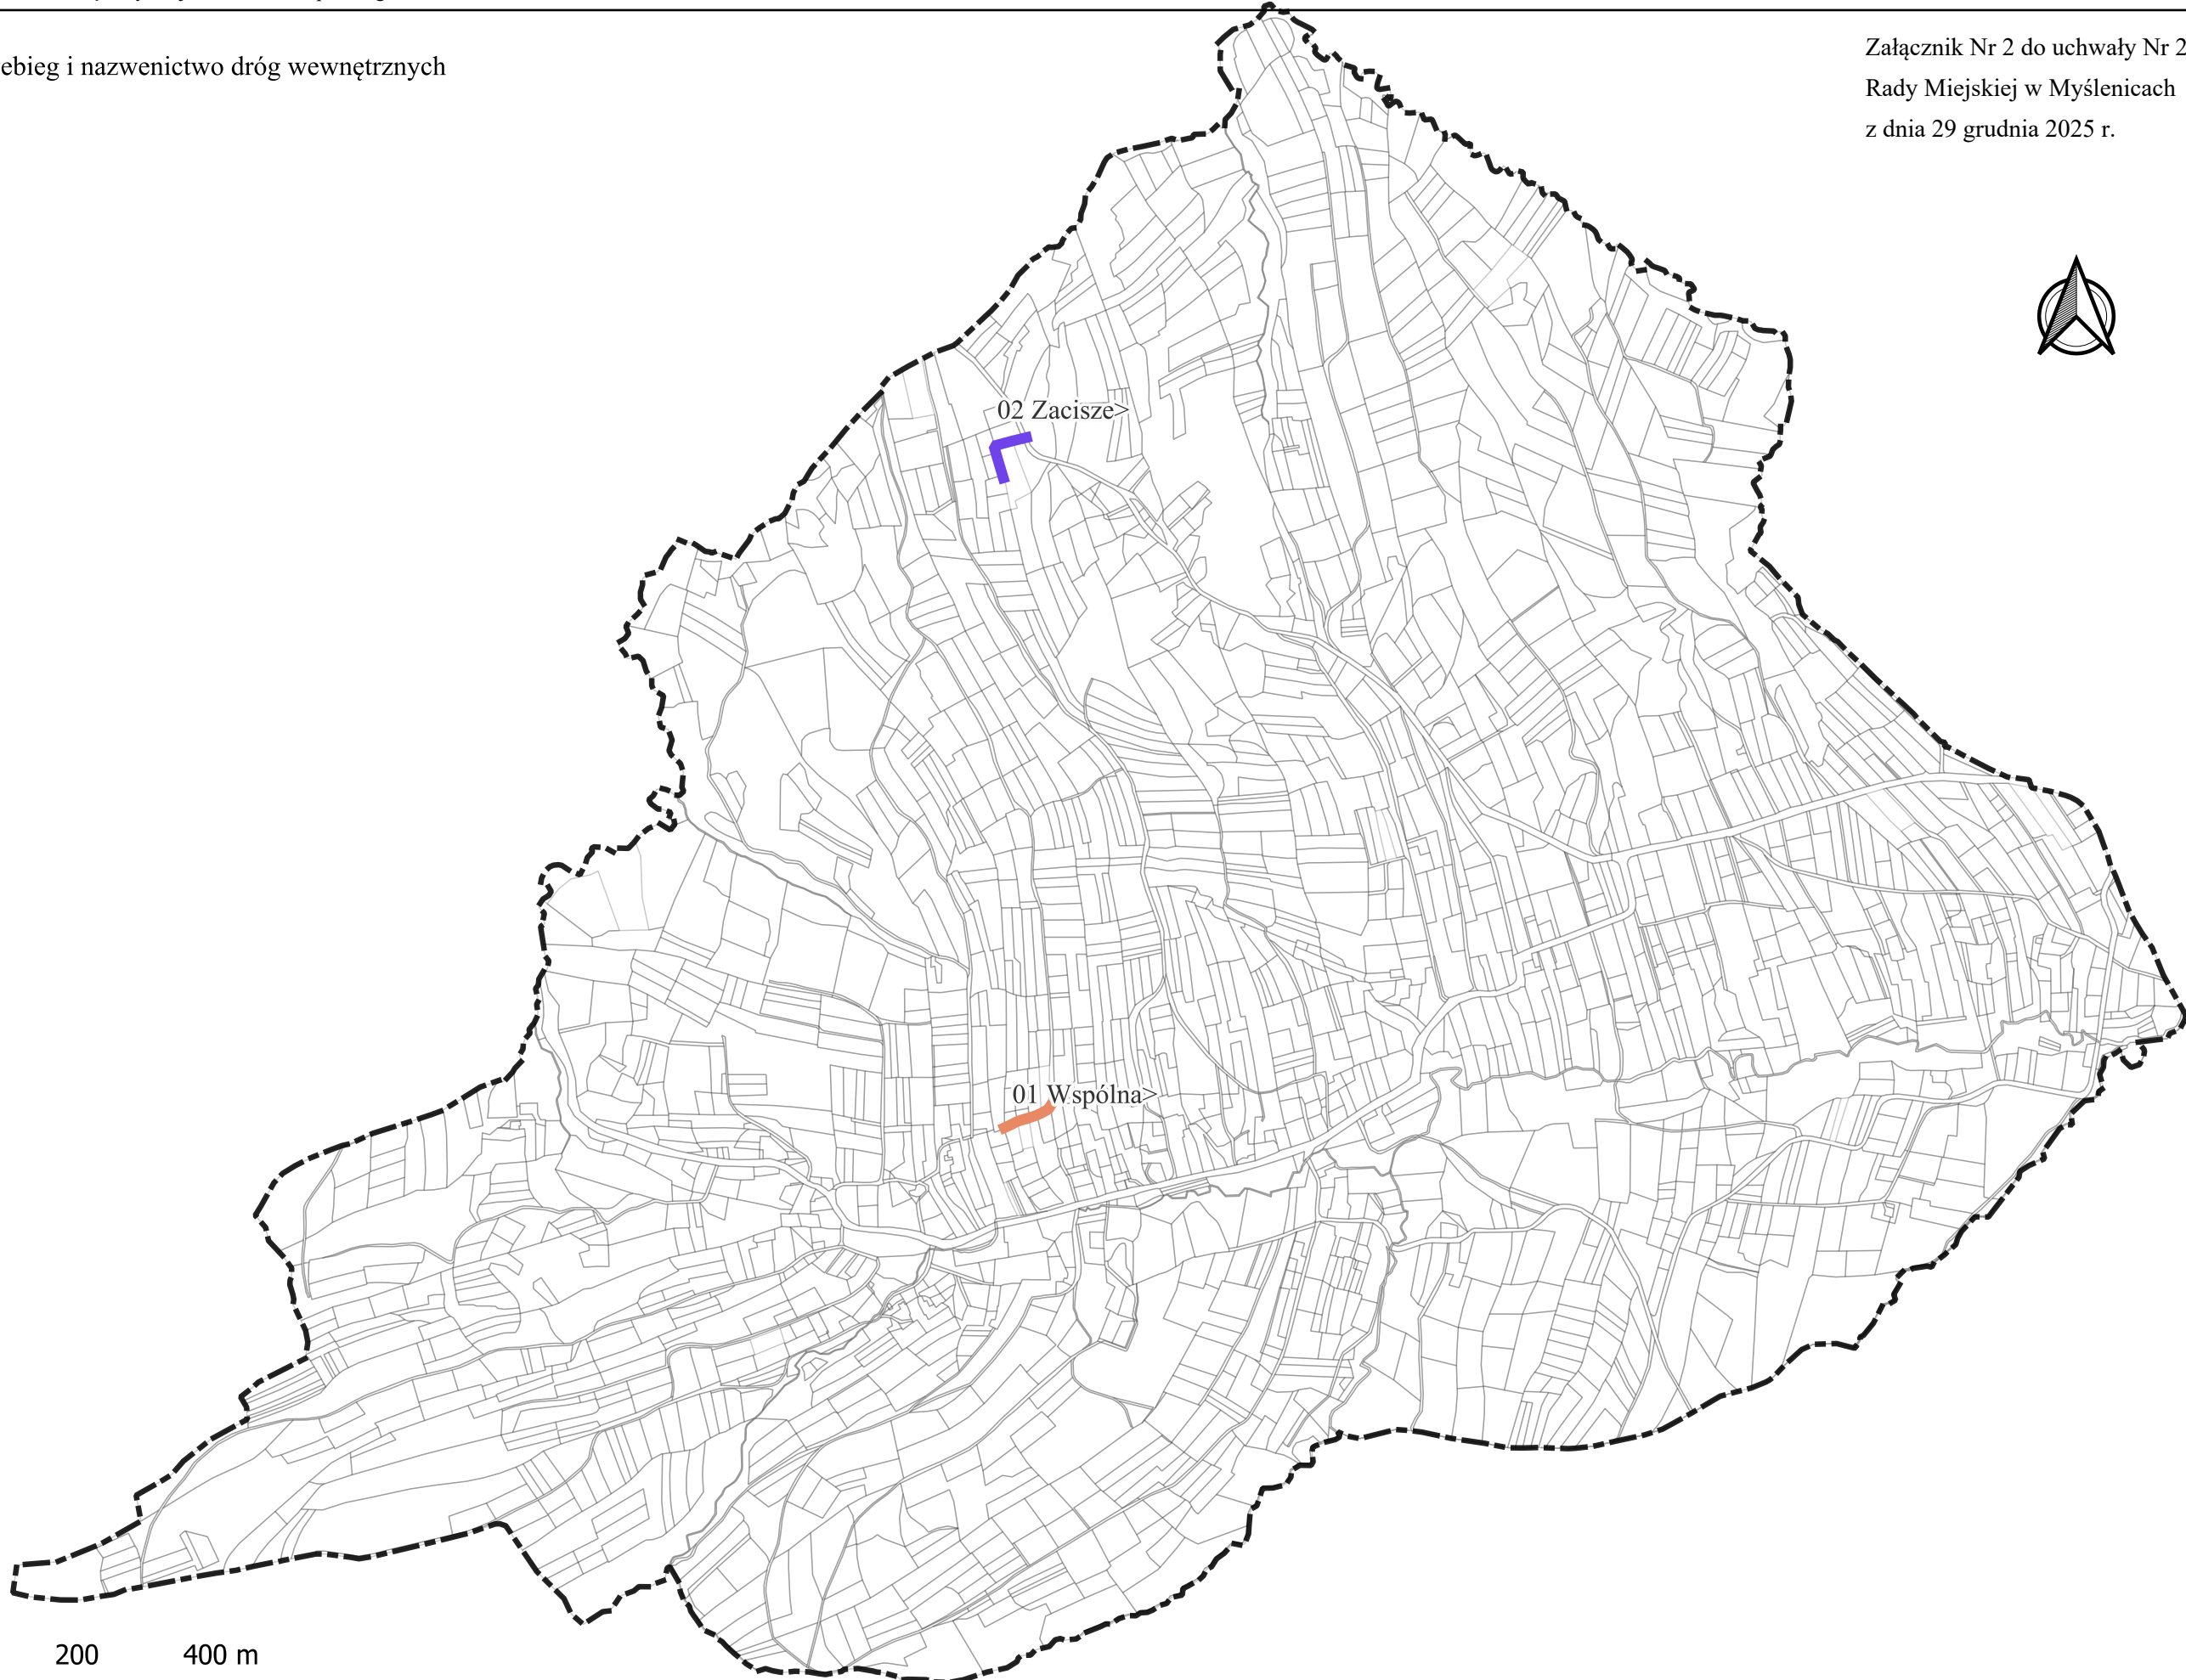 ebieg i nazwenictwo dróg wewnętrznych
Załącznik Nr 2 do uchwały Nr 2
Rady Miejskiej w Myślenicach
z dnia 29 grudnia 2025 r.
02 Zacisze>
01 Wspólna>
200 400 m